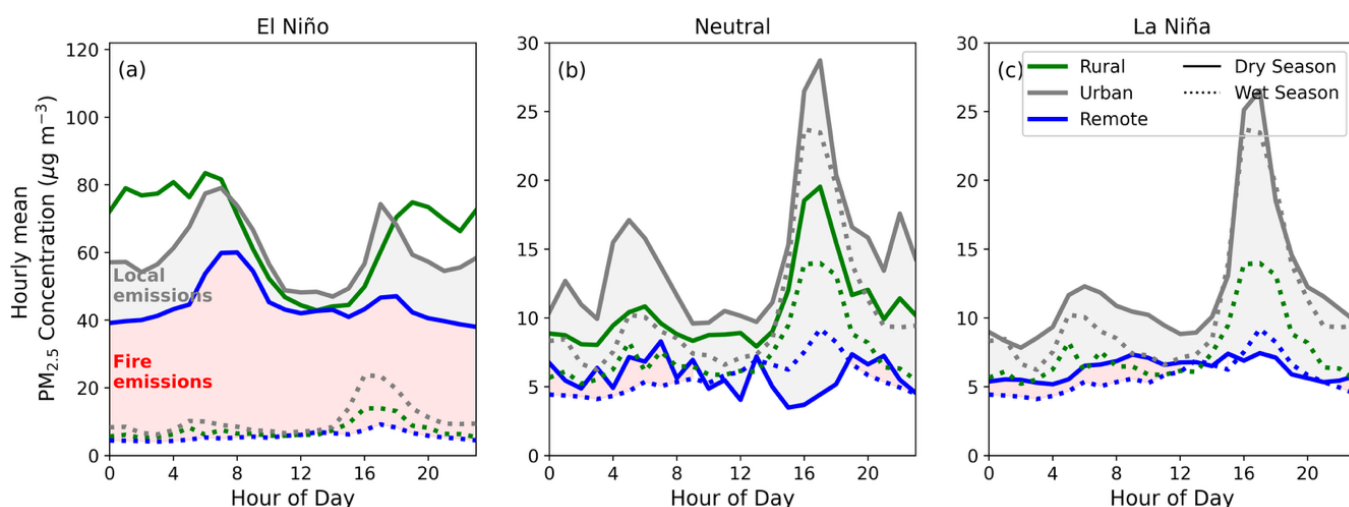 El Niño
Neutral
La Niña
Hourly mean
PM2.5 Concentration (μg m−3)
(a)
120
100
80
60
40
20
0
Local
emissions
Fire
emissions
0 4 8 12 16 20
Hour of Day
(b)
30
25
20
15
10
5
0
0 4 8 12 16 20
Hour of Day
(c)
Rural
Urban
Remote
Dry Season
Wet Season
30
25
20
15
10
5
0
0 4 8 12 16 20
Hour of Day